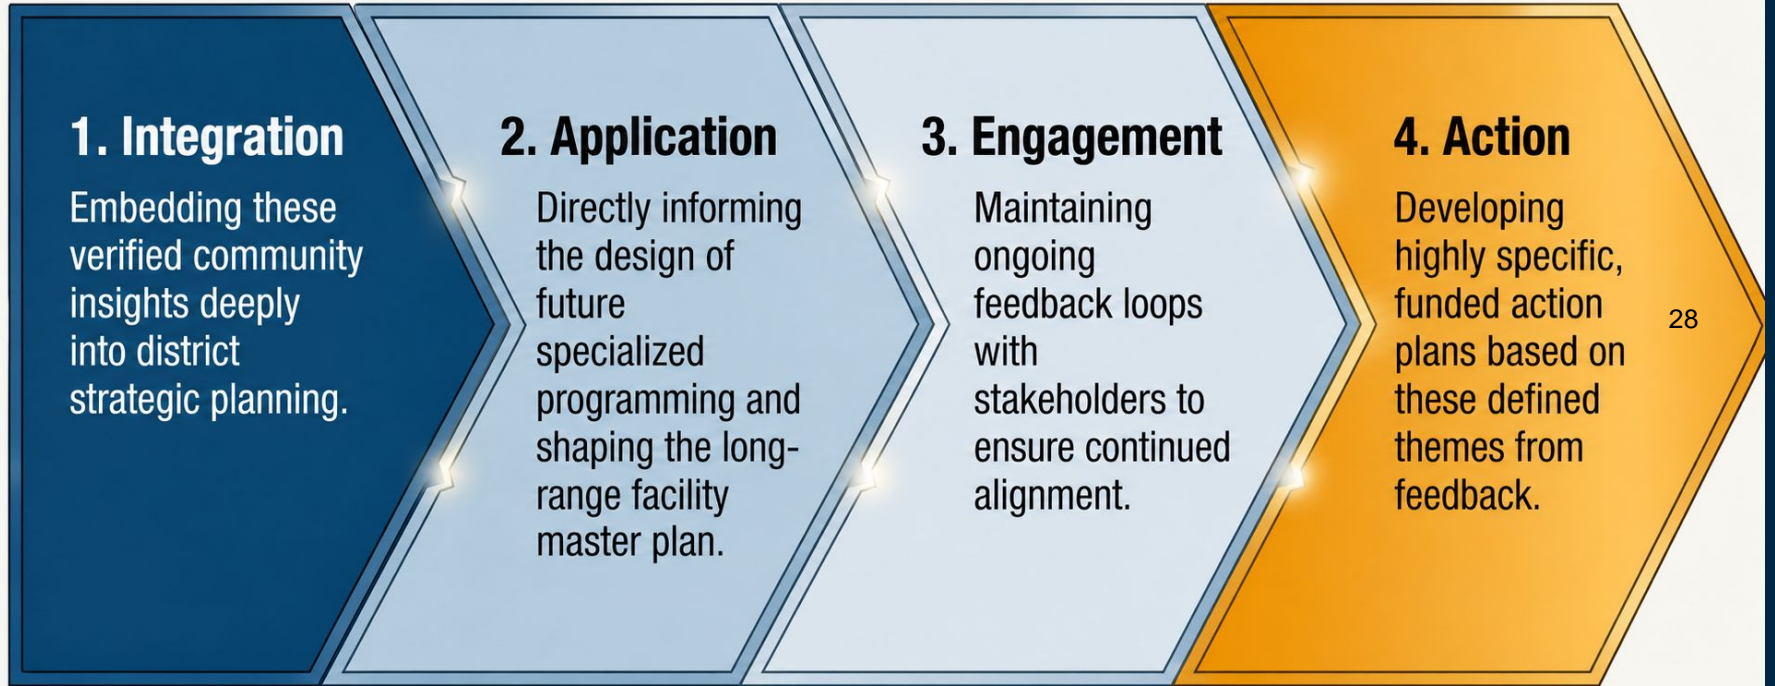 1. Integration
Embedding these
verified community
insights deeply
into district
strategic planning.
2. Application
Directly informing
the design of
future
specialized
programming and
shaping the long-
range facility
master plan.
3. Engagement
Maintaining
ongoing
feedback loops
with
stakeholders to
ensure continued
alignment.
4. Action
Developing
highly specific,
funded action
plans based on
these defined
themes from
feedback.
28